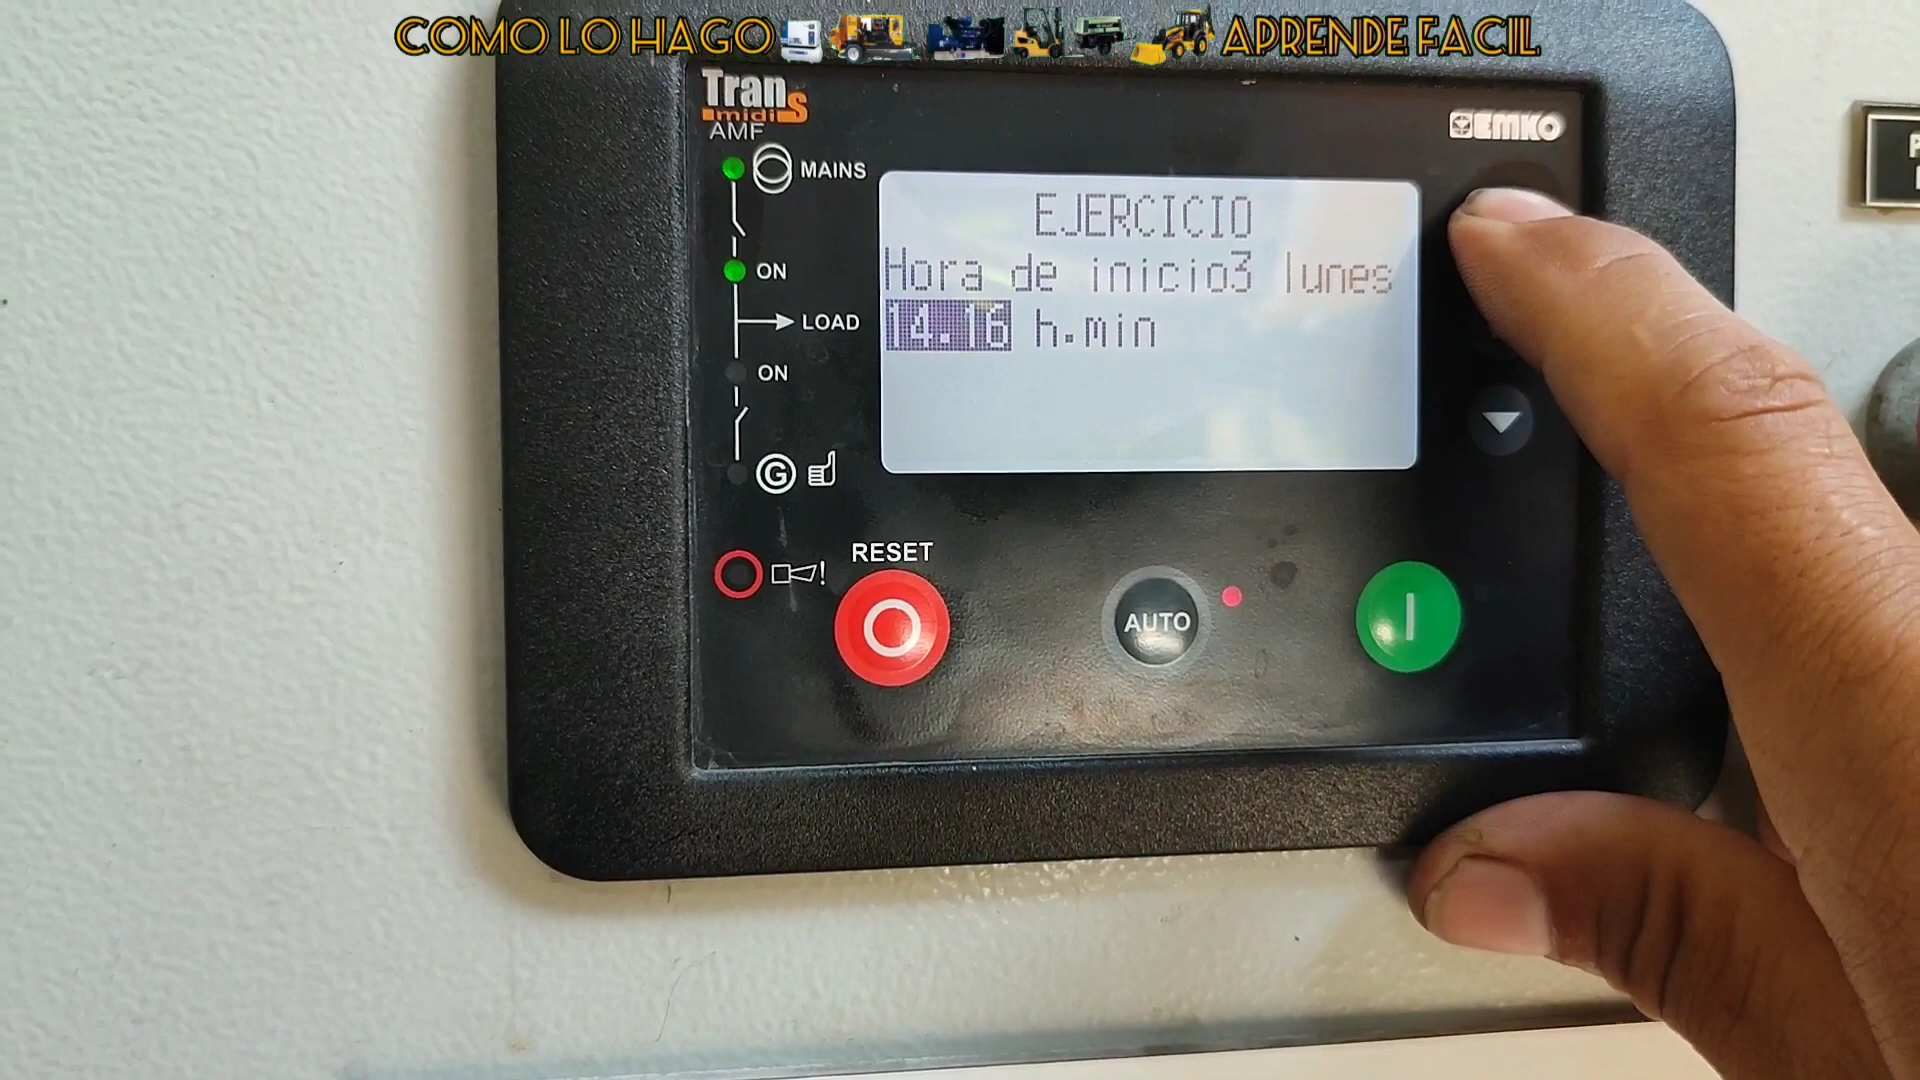 COMO LO HAGO APRENDE FACIIL
Trans
midi
AMF
EMKO
MAINS
EJERCICIO
Hora de inicio3 lunes
14.16 h.min
ON
LOAD
ON
G
!
RESET
AUTO